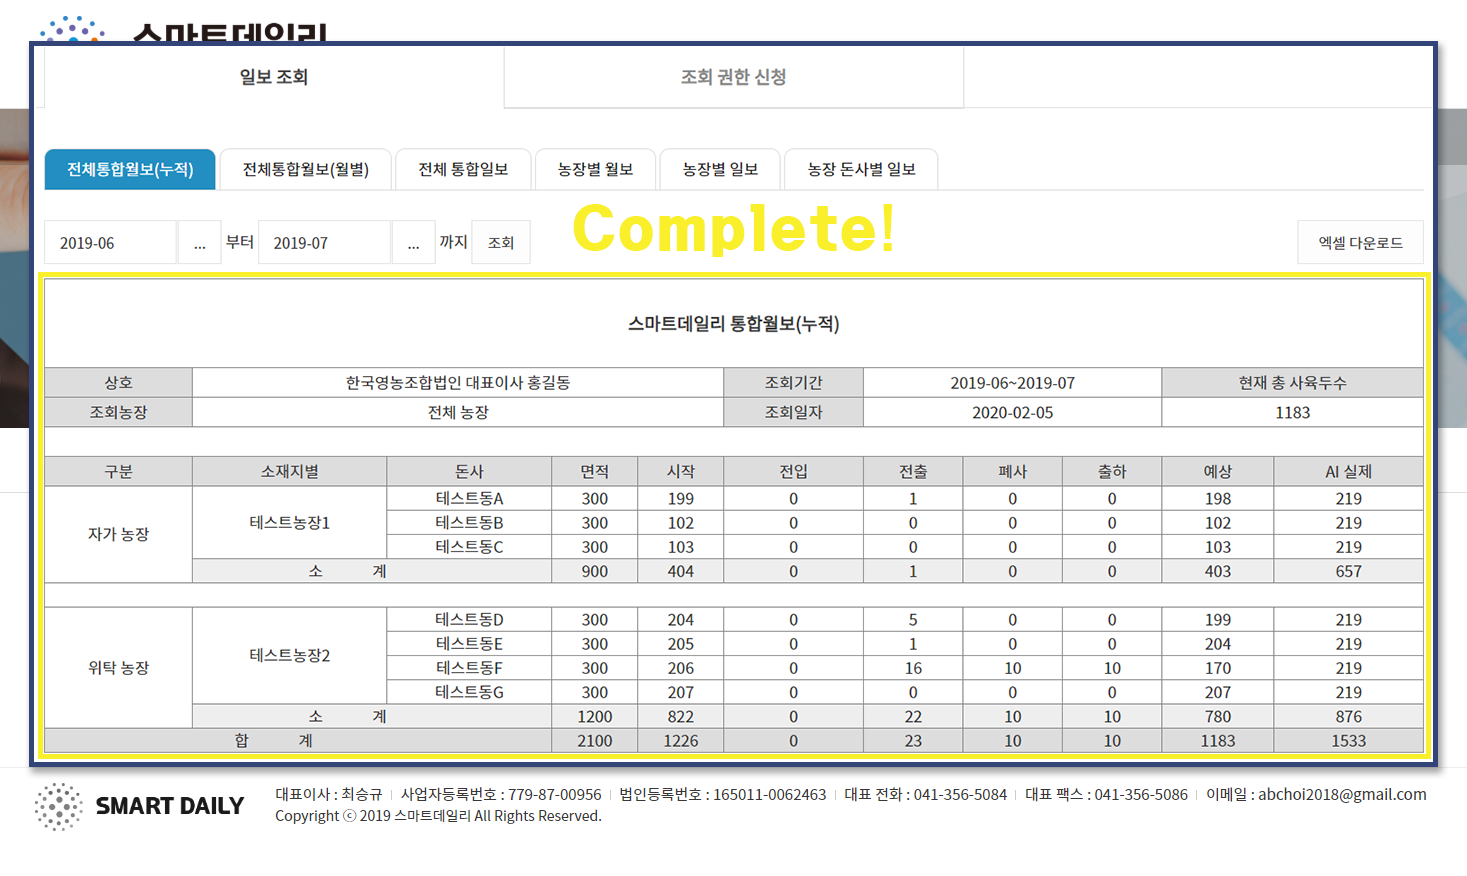 스마트데일리
일보 조회 조회 권한 신청
전체통합월보(누적) 전체통합월보(월별) 전체 통합일보 농장별 월보 농장별 일보 농장 돈사별 일보
Complete!
2019-06 ... 부터 2019-07 ... 까지 조회 엑셀 다운로드
스마트데일리 통합월보(누적)
상호 한국영농조합법인 대표이사 홍길동 조회기간 2019-06~2019-07 현재 총 사육두수
조회농장 전체 농장 조회일자 2020-02-05 1183
구분 소재지별 돈사 면적 시작 전입 전출 폐사 출하 예상 AI 실제
자가 농장 테스트농장1 테스트동A 300 199 0 1 0 0 198 219
테스트동B 300 102 0 0 0 0 102 219
테스트동C 300 103 0 0 0 0 103 219
소 계 900 404 0 1 0 0 403 657
위탁 농장 테스트농장2 테스트동D 300 204 0 5 0 0 199 219
테스트동E 300 205 0 1 0 0 204 219
테스트동F 300 206 0 16 10 10 170 219
테스트동G 300 207 0 0 0 0 207 219
소 계 1200 822 0 22 10 10 780 876
합 계 2100 1226 0 23 10 10 1183 1533
SMART DAILY
대표이사 : 최승규 | 사업자등록번호 : 779-87-00956 | 법인등록번호 : 165011-0062463 | 대표 전화 : 041-356-5084 | 대표 팩스 : 041-356-5086 | 이메일 : abchoi2018@gmail.com
Copyright ⓒ 2019 스마트데일리 All Rights Reserved.